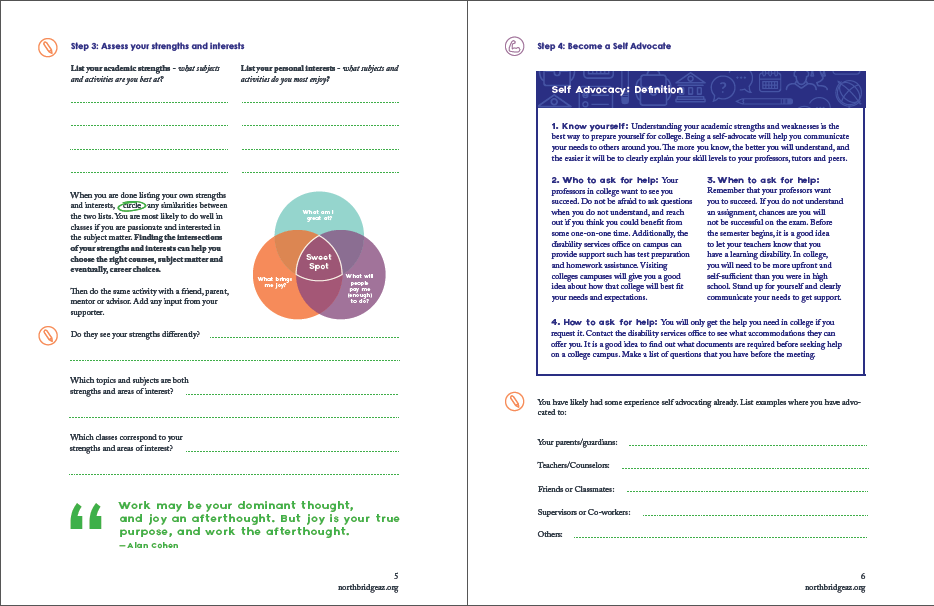 Step 3: Assess your strengths and interests
List your academic strengths – what subjects
and activities are you best at?
List your personal interests – what subjects and
activities do you most enjoy?
When you are done listing your own strengths
and interests, circle any similarities between
the two lists. You are most likely to do well in
classes if you are passionate and interested in
the subject matter. Finding the intersections
of your strengths and interests can help you
choose the right courses, subject matter and
eventually, career choices.
Then do the same activity with a friend, parent,
mentor or advisor. Add any input from your
supporter.
What am I
great at?
What brings
me joy?
Sweet
Spot
What will
people
pay me
(enough)
to do?
Do they see your strengths differently?
Which topics and subjects are both
strengths and areas of interest?
Which classes correspond to your
strengths and areas of interest?
“
Work may be your dominant thought,
and joy an afterthought. But joy is your true
purpose, and work the afterthought.
— Alan Cohen
5
northbridgeaz.org
Step 4: Become a Self Advocate
Self Advocacy: Definition
1. Know yourself: Understanding your academic strengths and weaknesses is the
best way to prepare yourself for college. Being a self-advocate will help you communicate
your needs to others around you. The more you know, the better you will understand, and
the easier it will be to clearly explain your skill levels to your professors, tutors and peers.
2. Who to ask for help: Your
professors in college want to see you
succeed. Do not be afraid to ask questions
when you do not understand, and reach
out if you think you could benefit from
some one-on-one time. Additionally, the
disability services office on campus can
provide support such has test preparation
and homework assistance. Visiting
colleges campuses will give you a good
idea about how that college will best fit
your needs and expectations.
3. When to ask for help:
Remember that your professors want
you to succeed. If you do not understand
an assignment, chances are you will
not be successful on the exam. Before
the semester begins, it is a good idea
to let your teachers know that you
have a learning disability. In college,
you will need to be more upfront and
self-sufficient than you were in high
school. Stand up for yourself and clearly
communicate your needs to get support.
4. How to ask for help: You will only get the help you need in college if you
request it. Contact the disability services office to see what accommodations they can
offer you. It is a good idea to find out what documents are required before seeking help
on a college campus. Make a list of questions that you have before the meeting.
You have likely had some experience self advocating already. List examples where you have advo-
cated to:
Your parents/guardians:
Teachers/Counselors:
Friends or Classmates:
Supervisors or Co-workers:
Others:
6
northbridgeaz.org